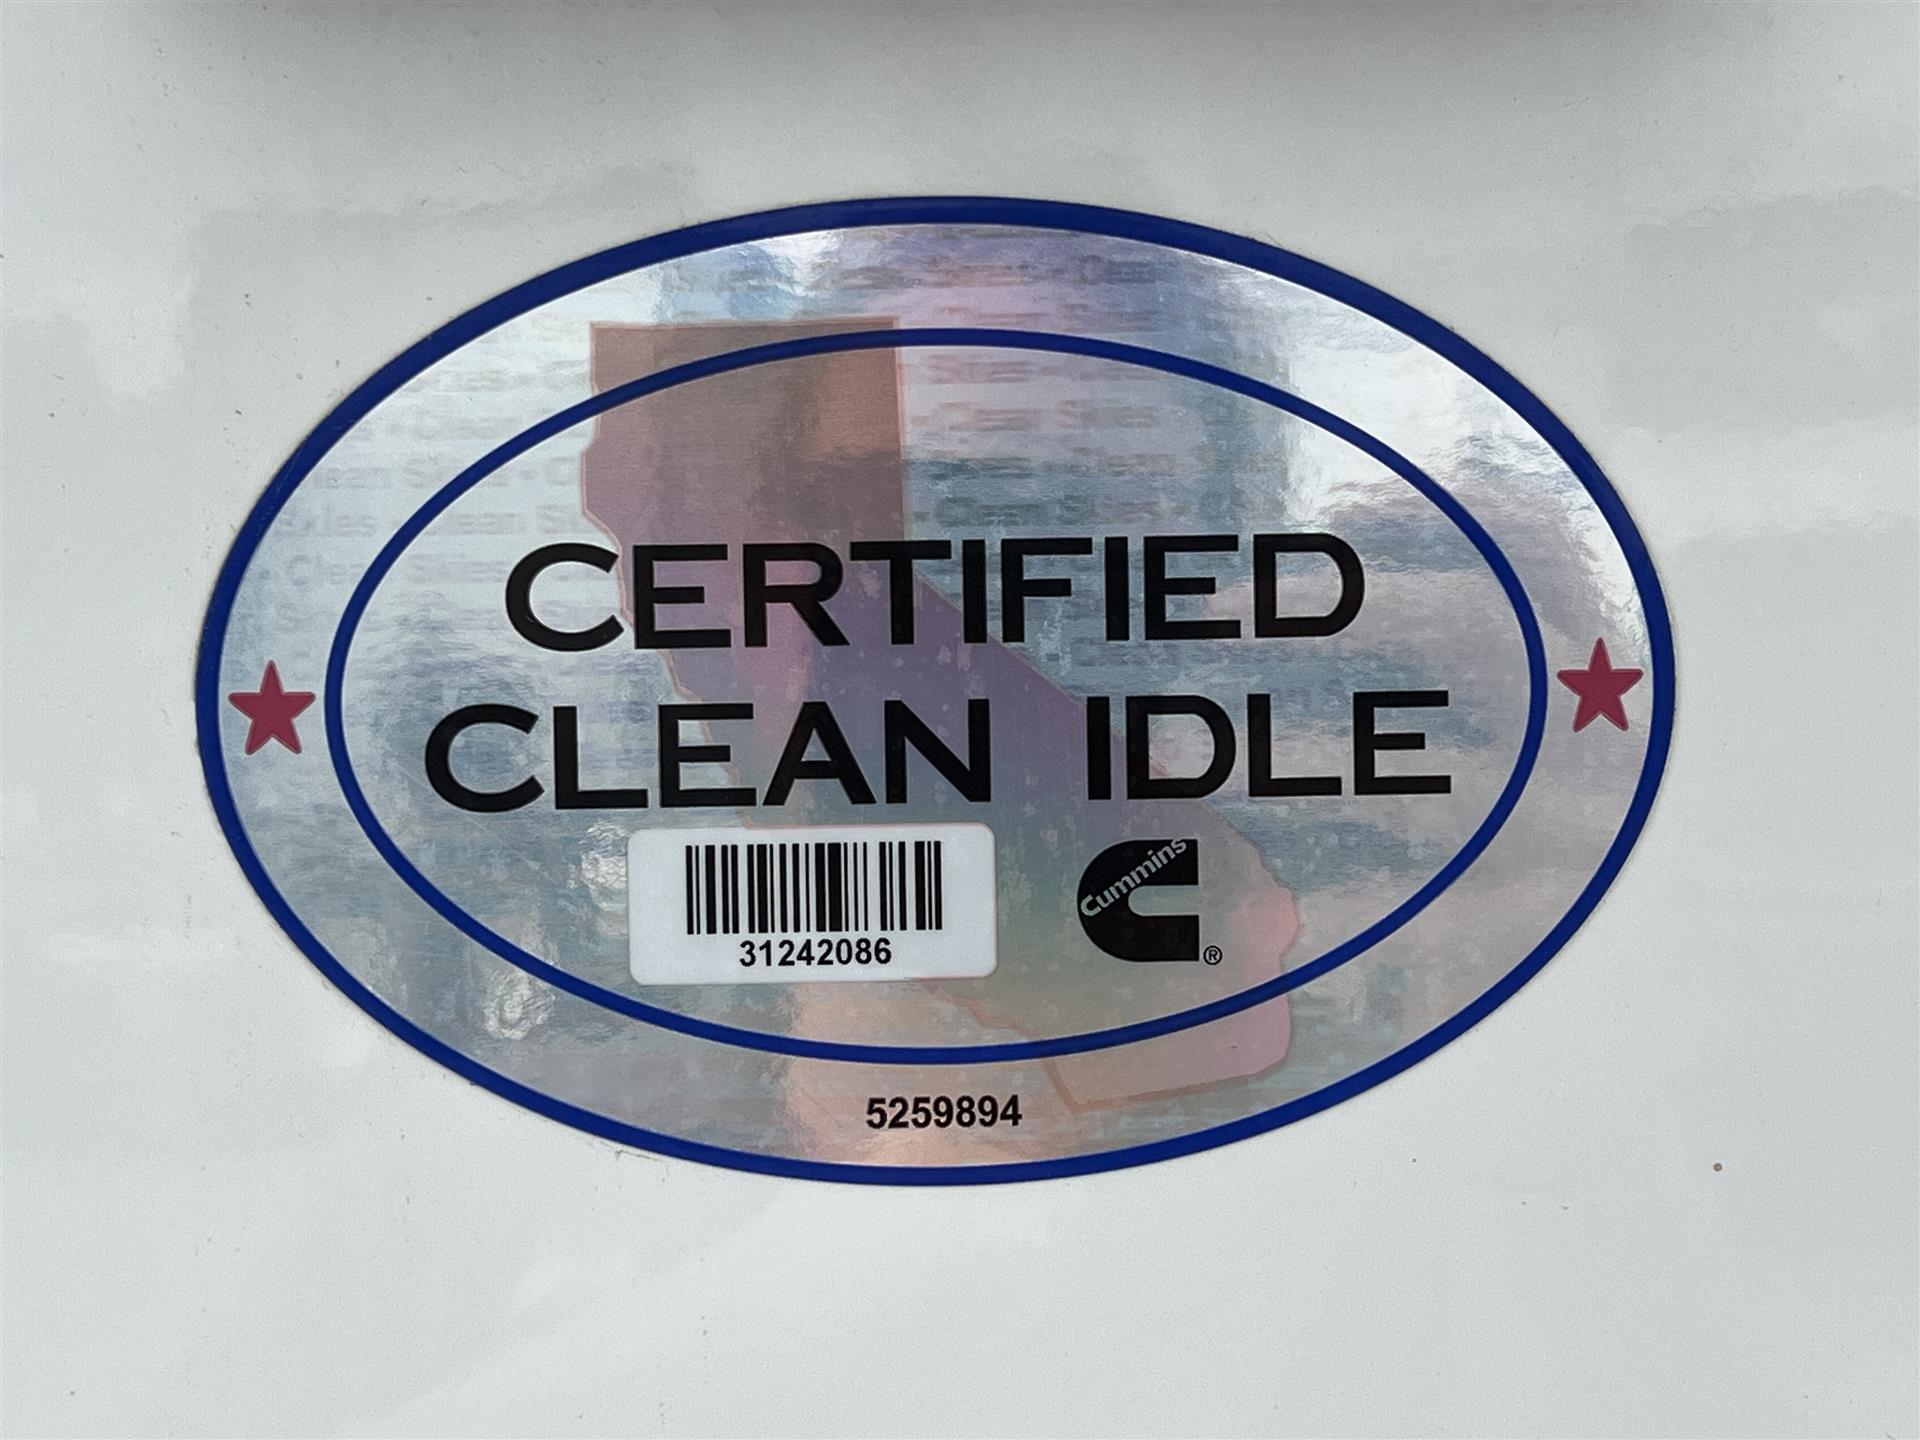 CERTIFIED
CLEAN IDLE
31242086
Cummins
®
5259894